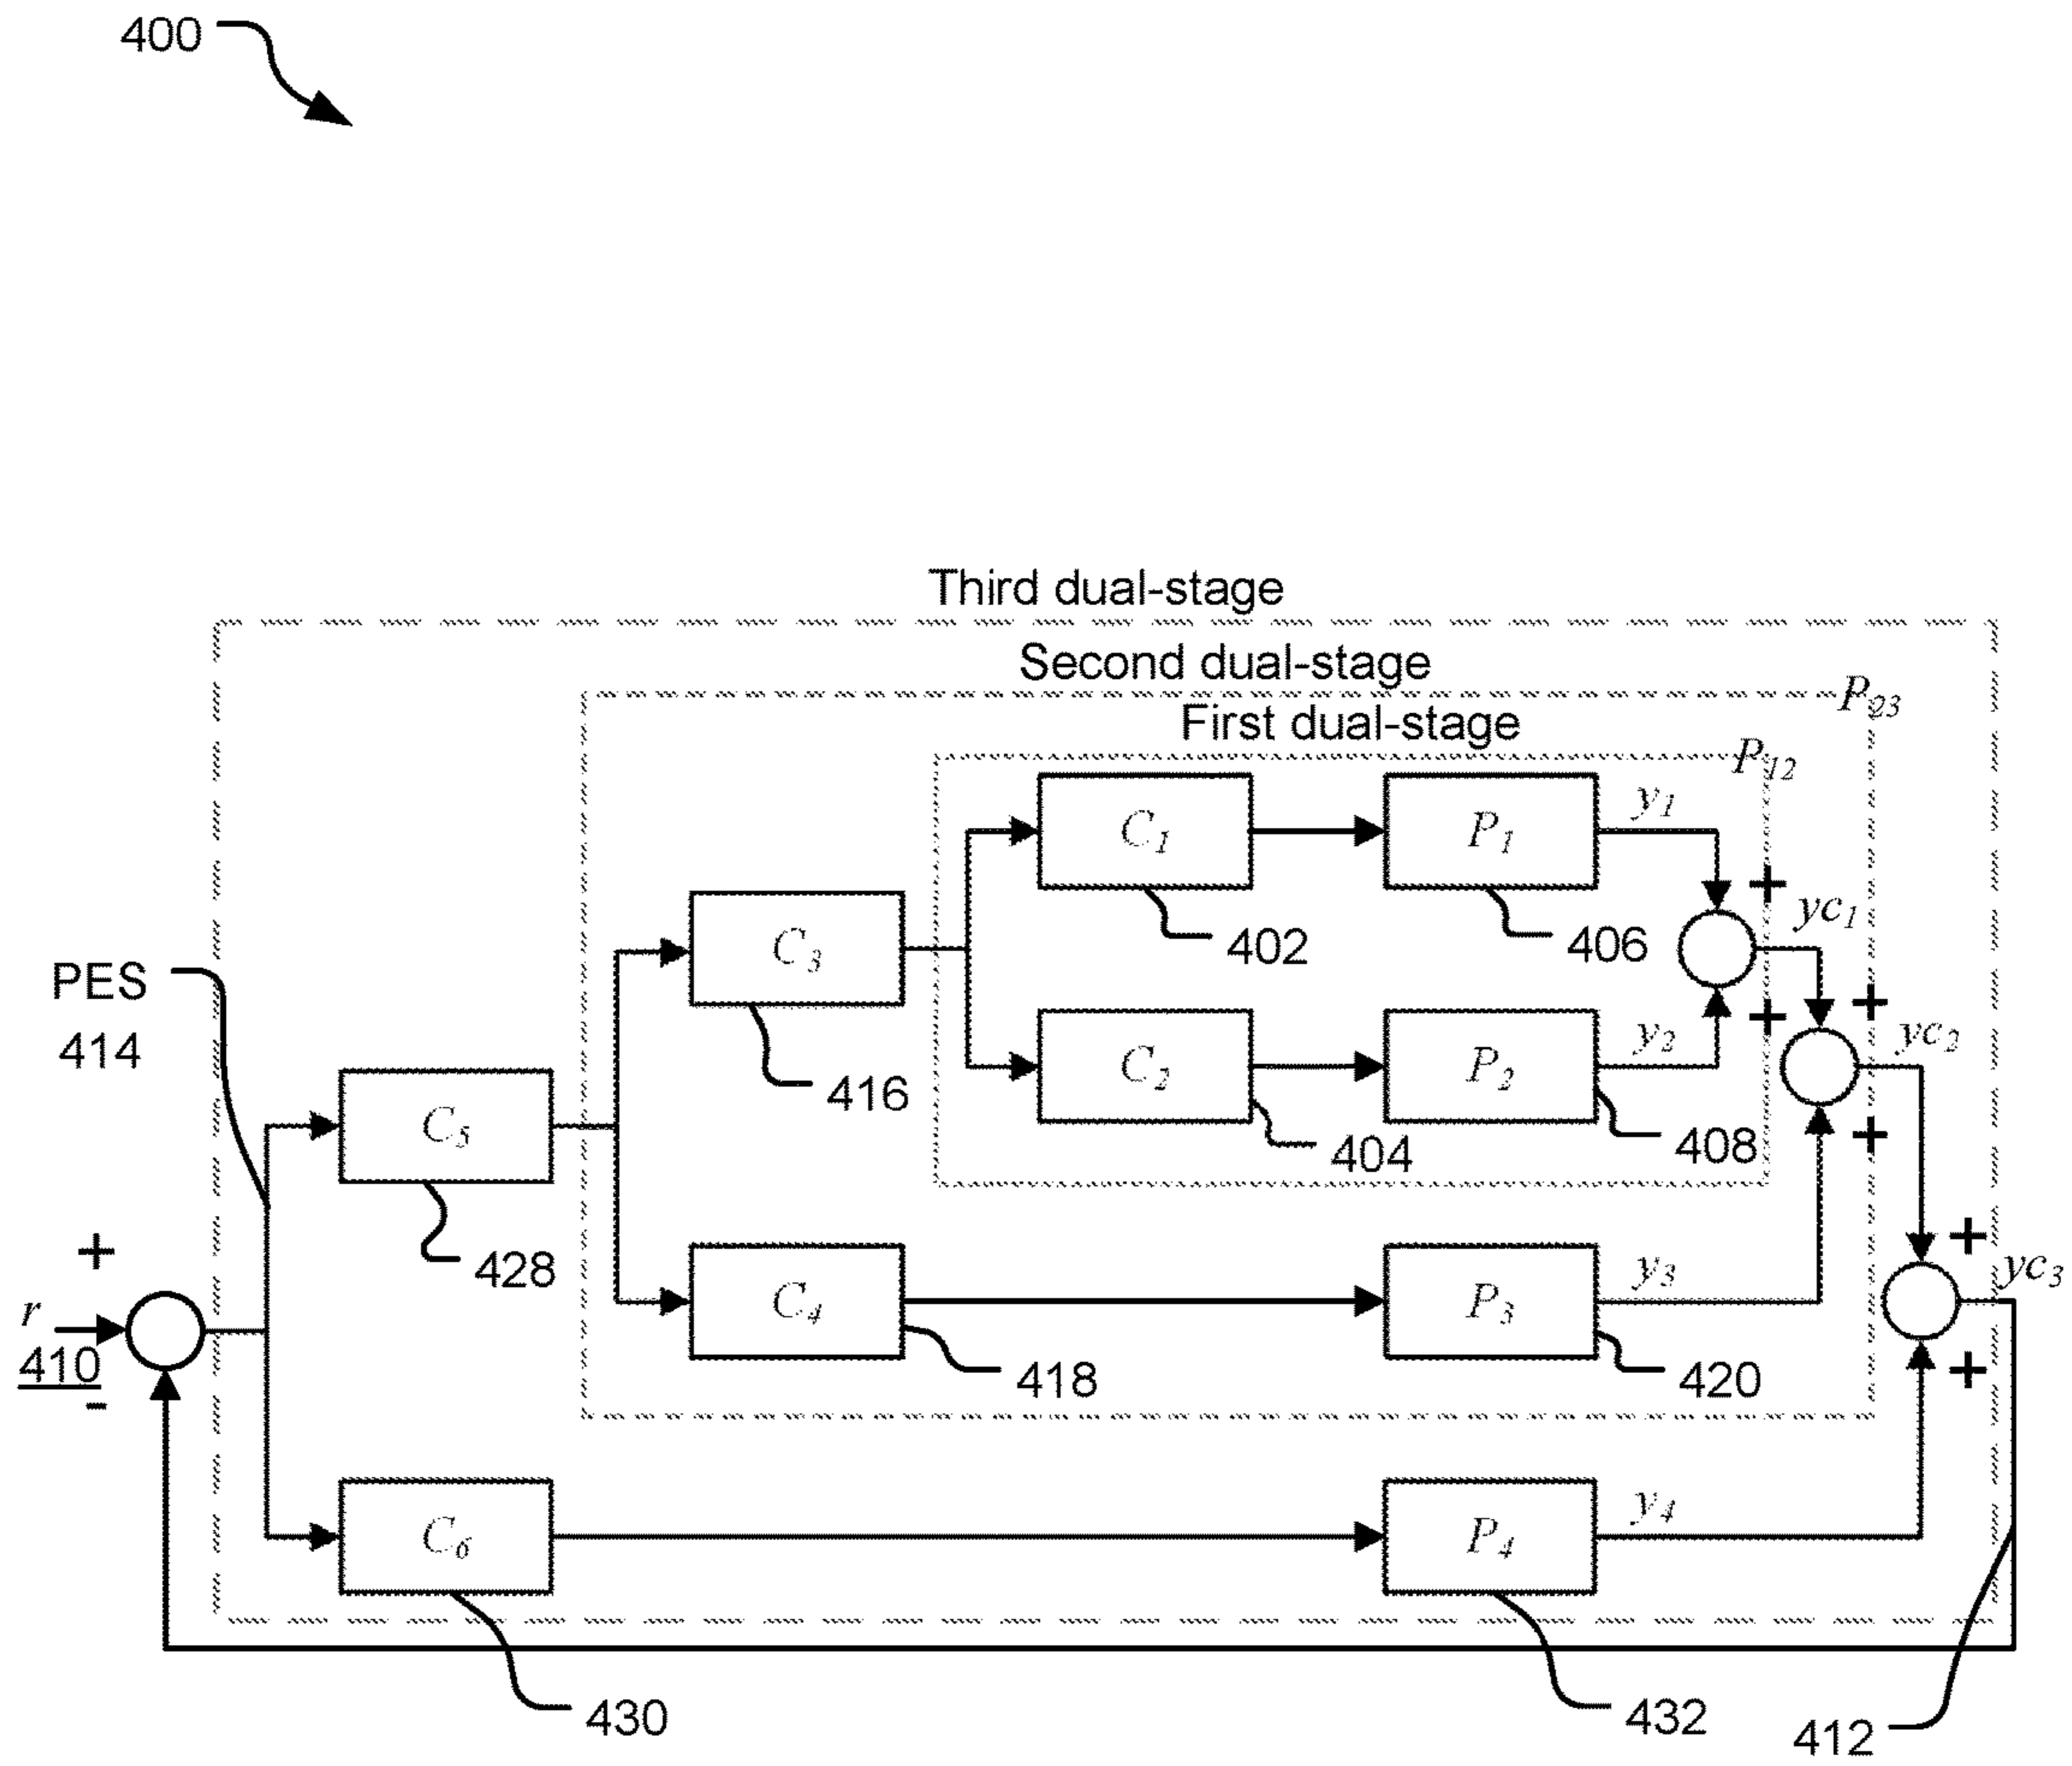 400
Third dual-stage
Second dual-stage
P23
First dual-stage
P12
C1
P1
y1
+
402
406
yc1
C3
+
+
PES
414
416
C2
P2
y2
yc2
C5
404
408
+
+
428
+
C4
P3
y3
yc3
r
410
-
418
420
+
C6
P4
y4
430
432
412